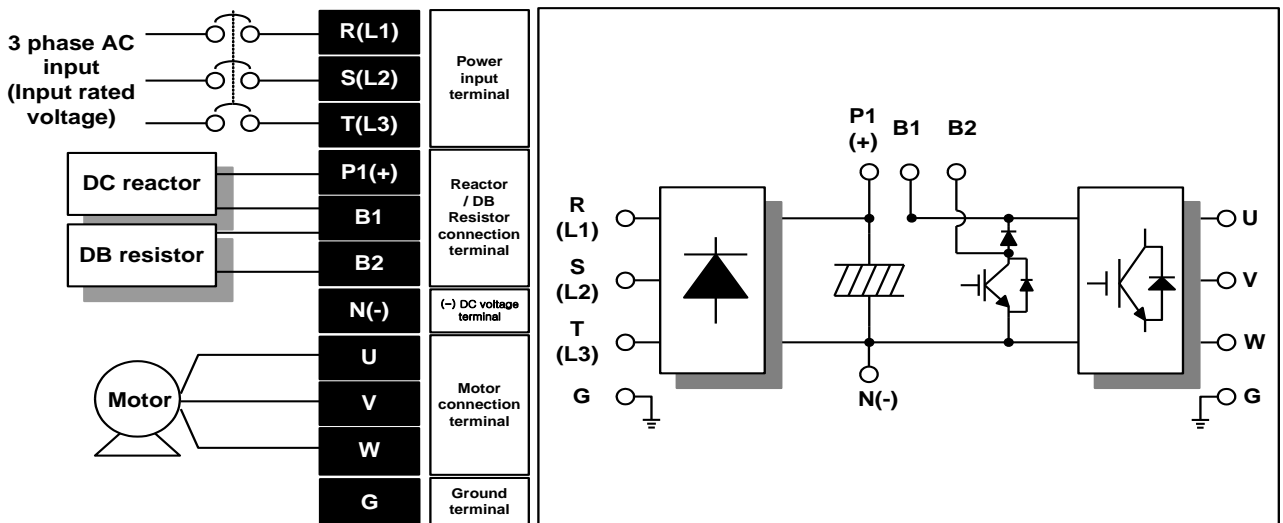 3 phase AC
input
(Input rated
voltage)
R(L1)
S(L2)
T(L3)
Power
input
terminal
DC reactor
DB resistor
P1(+)
B1
B2
Reactor
/ DB
Resistor
connection
terminal
N(-)
(-) DC voltage
terminal
Motor
U
V
W
Motor
connection
terminal
G
Ground
terminal
P1
(+)
B1
B2
R
(L1)
S
(L2)
T
(L3)
G
N(-)
U
V
W
G